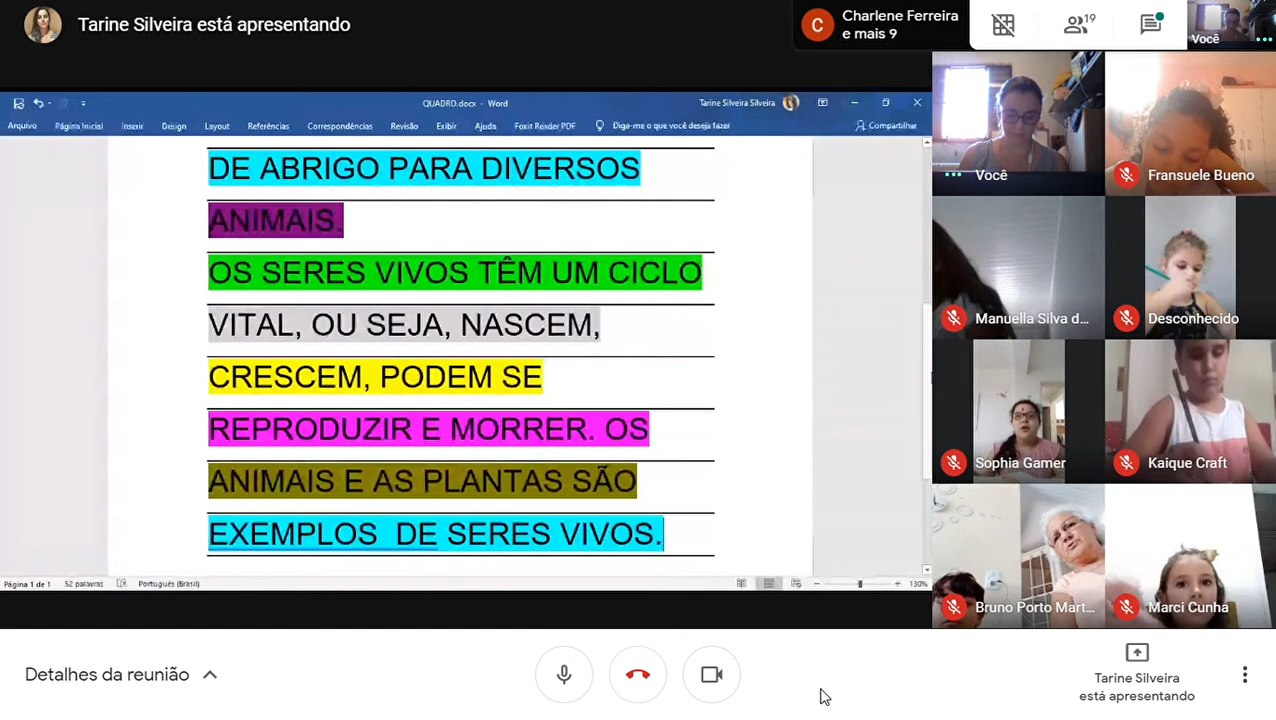 Tarine Silveira está apresentando
C
Charlene Ferreira
e mais 9
19
Você
QUADRO.docx - Word
Tarine Silveira Silveira
Arquivo Página Inicial Inserir Design Layout Referências Correspondências Revisão Exibir Ajuda Foxit Reader PDF Diga-me o que você deseja fazer Compartilhar
DE ABRIGO PARA DIVERSOS
ANIMAIS.
OS SERES VIVOS TÊM UM CICLO
VITAL, OU SEJA, NASCEM,
CRESCEM, PODEM SE
REPRODUZIR E MORRER. OS
ANIMAIS E AS PLANTAS SÃO
EXEMPLOS  DE SERES VIVOS.
Página 1 de 1 52 palavras Português (Brasil) 130%
Você
Fransuele Bueno
Manuella Silva d...
Desconhecido
Sophia Gamer
Kaique Craft
Bruno Porto Mart...
Marci Cunha
Detalhes da reunião
Tarine Silveira
está apresentando